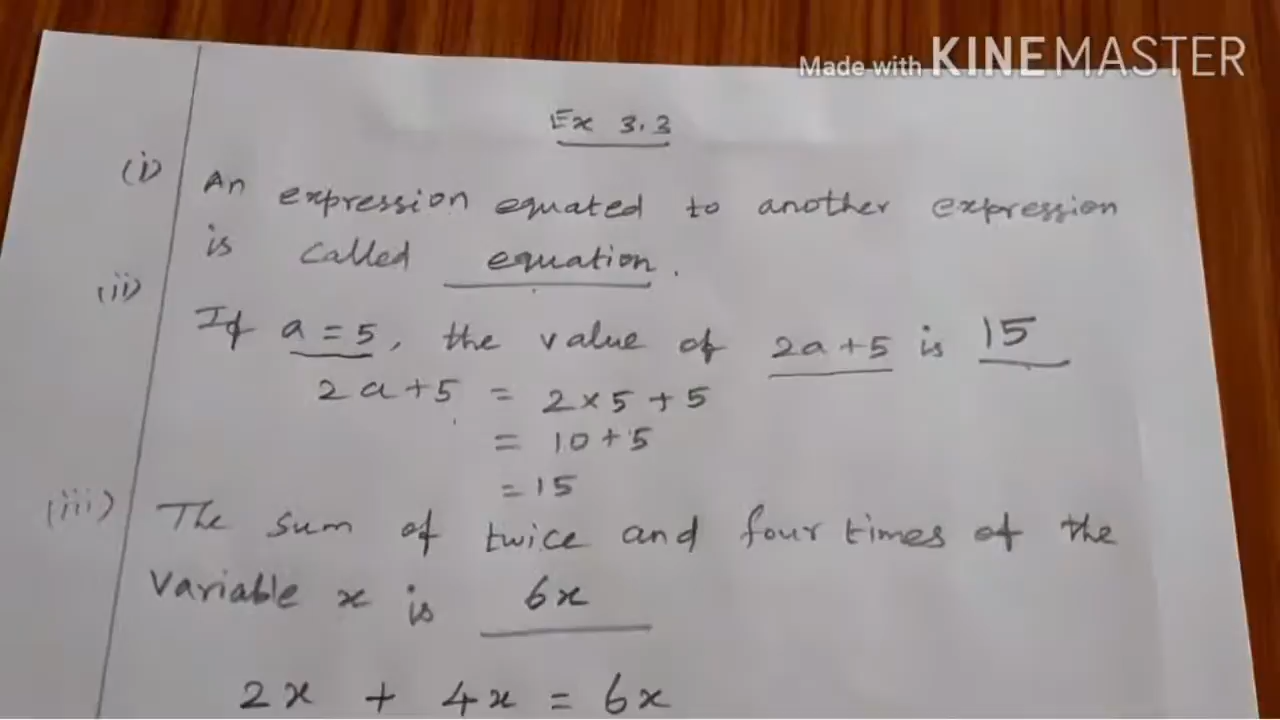 Made with KINEMASTER
Ex 3.3
(i) An expression equated to another expression
is called equation.
(ii)
If a = 5, the value of 2a + 5 is 15
2a + 5 = 2 × 5 + 5
= 10 + 5
= 15
(iii) The sum of twice and four times of the
variable x is 6x
2x + 4x = 6x